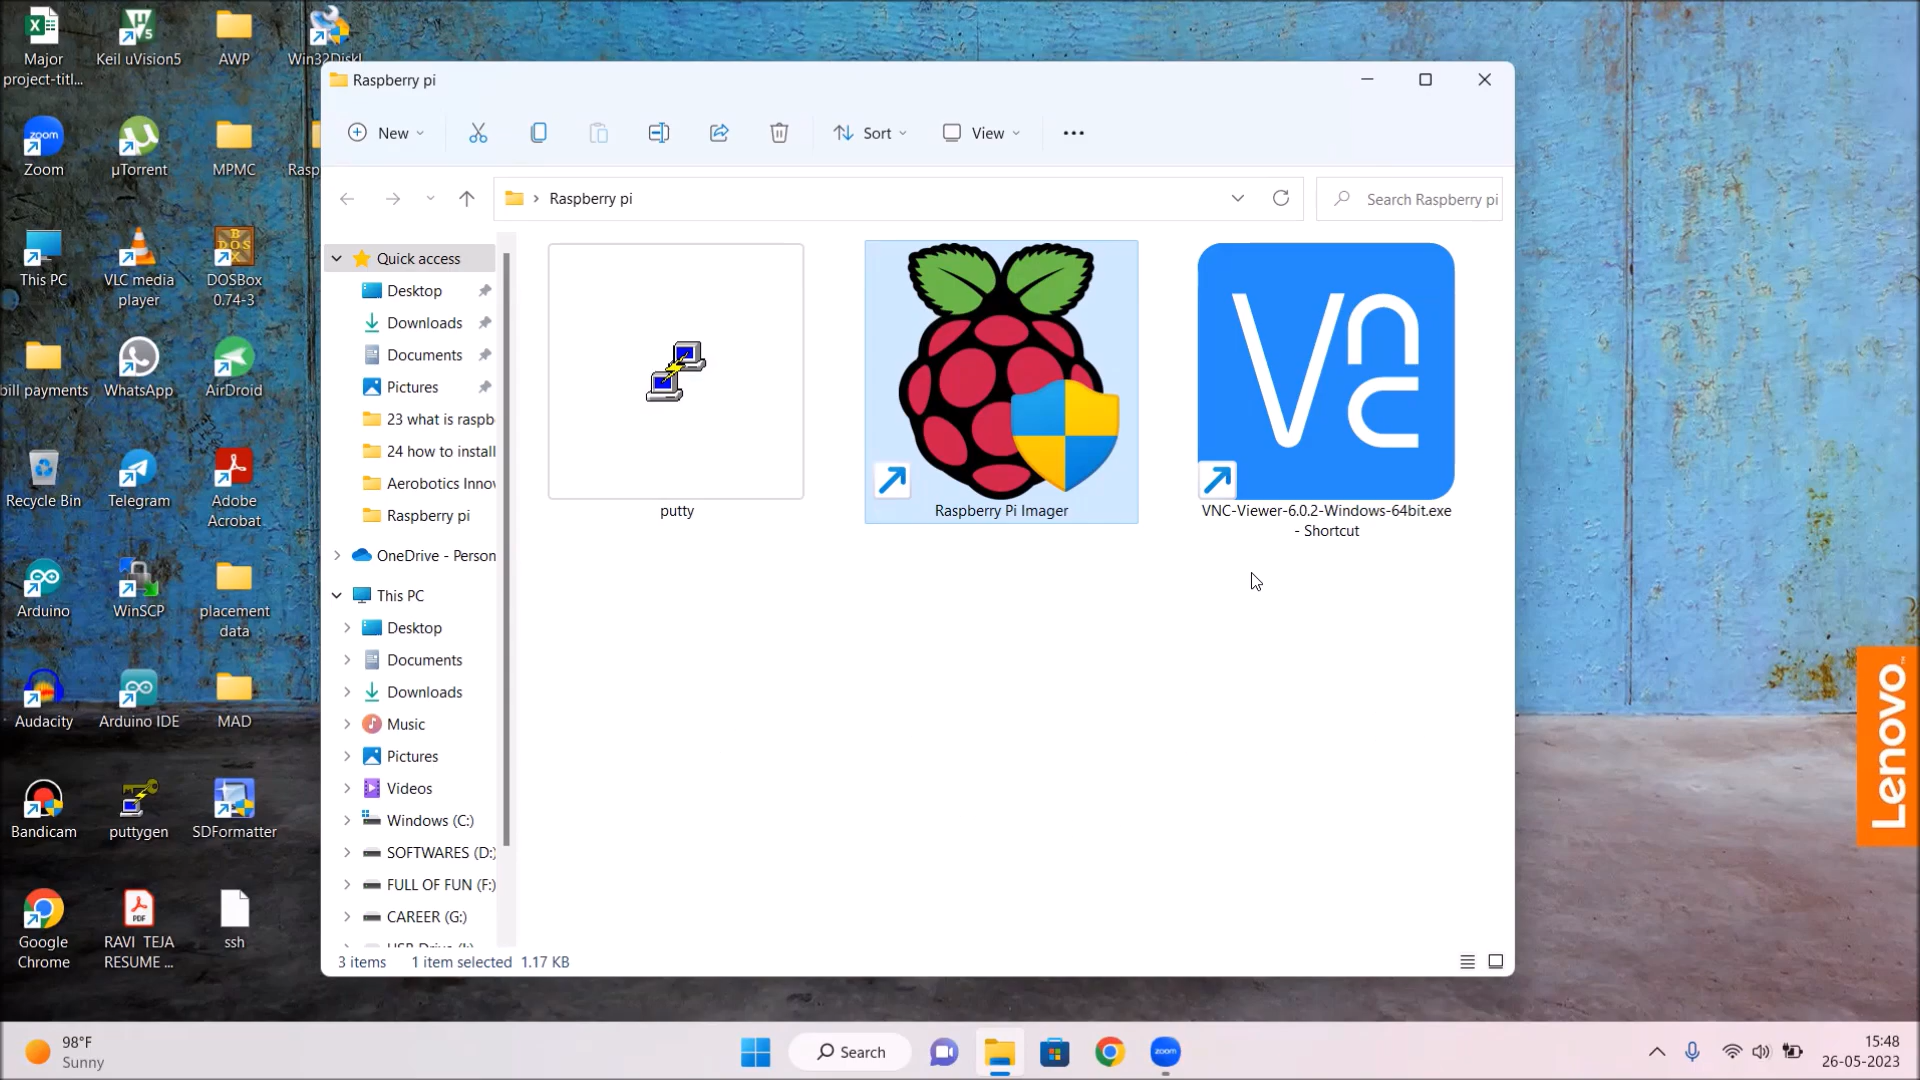 Major
project-titl...
Keil uVision5
AWP
Win32Diskl
Zoom
µTorrent
MPMC
Rasp
This PC
VLC media
player
DOSBox
0.74-3
bill payments
WhatsApp
AirDroid
Recycle Bin
Telegram
Adobe
Acrobat
Arduino
WinSCP
placement
data
Audacity
Arduino IDE
MAD
Bandicam
puttygen
SDFormatter
Google
Chrome
RAVI TEJA
RESUME ...
ssh
Raspberry pi
New
Sort
View
Raspberry pi
Search Raspberry pi
Quick access
Desktop
Downloads
Documents
Pictures
23 what is raspb
24 how to install
Aerobotics Innov
Raspberry pi
OneDrive - Person
This PC
Desktop
Documents
Downloads
Music
Pictures
Videos
Windows (C:)
SOFTWARES (D:)
FULL OF FUN (F:)
CAREER (G:)
putty
Raspberry Pi Imager
VNC-Viewer-6.0.2-Windows-64bit.exe
- Shortcut
3 items 1 item selected 1.17 KB
Lenovo
98°F
Sunny
Search
zoom
15:48
26-05-2023